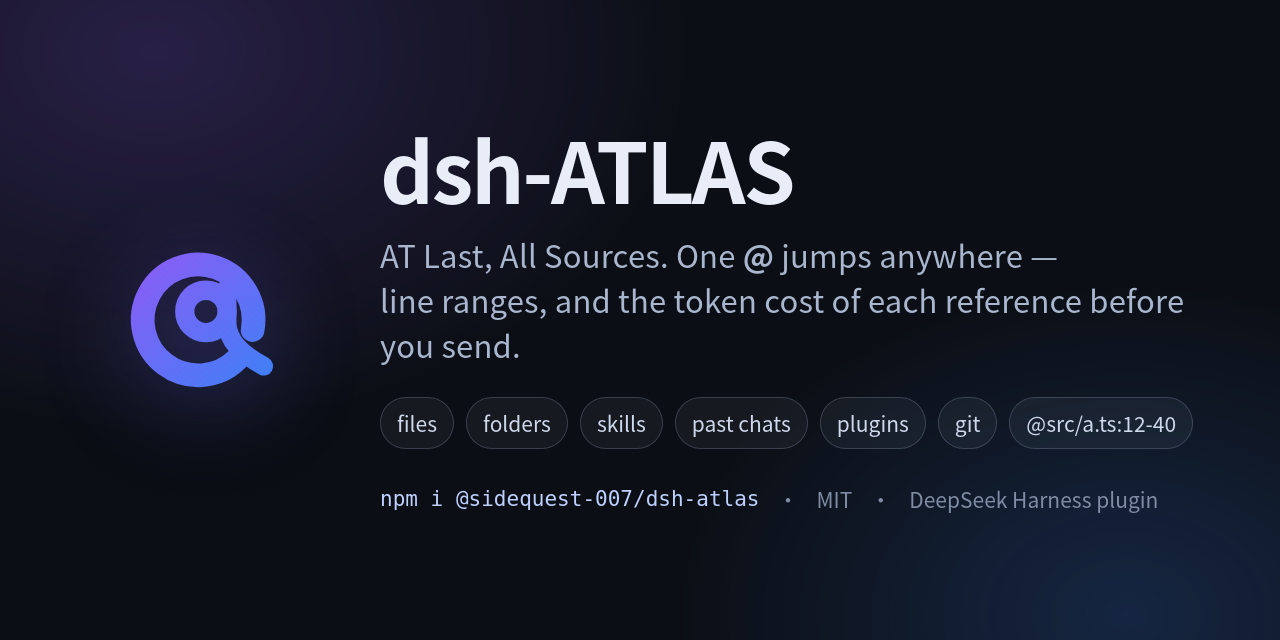 dsh-ATLAS
AT Last, All Sources. One @ jumps anywhere —
line ranges, and the token cost of each reference before
you send.
files folders skills past chats plugins git @src/a.ts:12-40
npm i @sidequest-007/dsh-atlas • MIT • DeepSeek Harness plugin